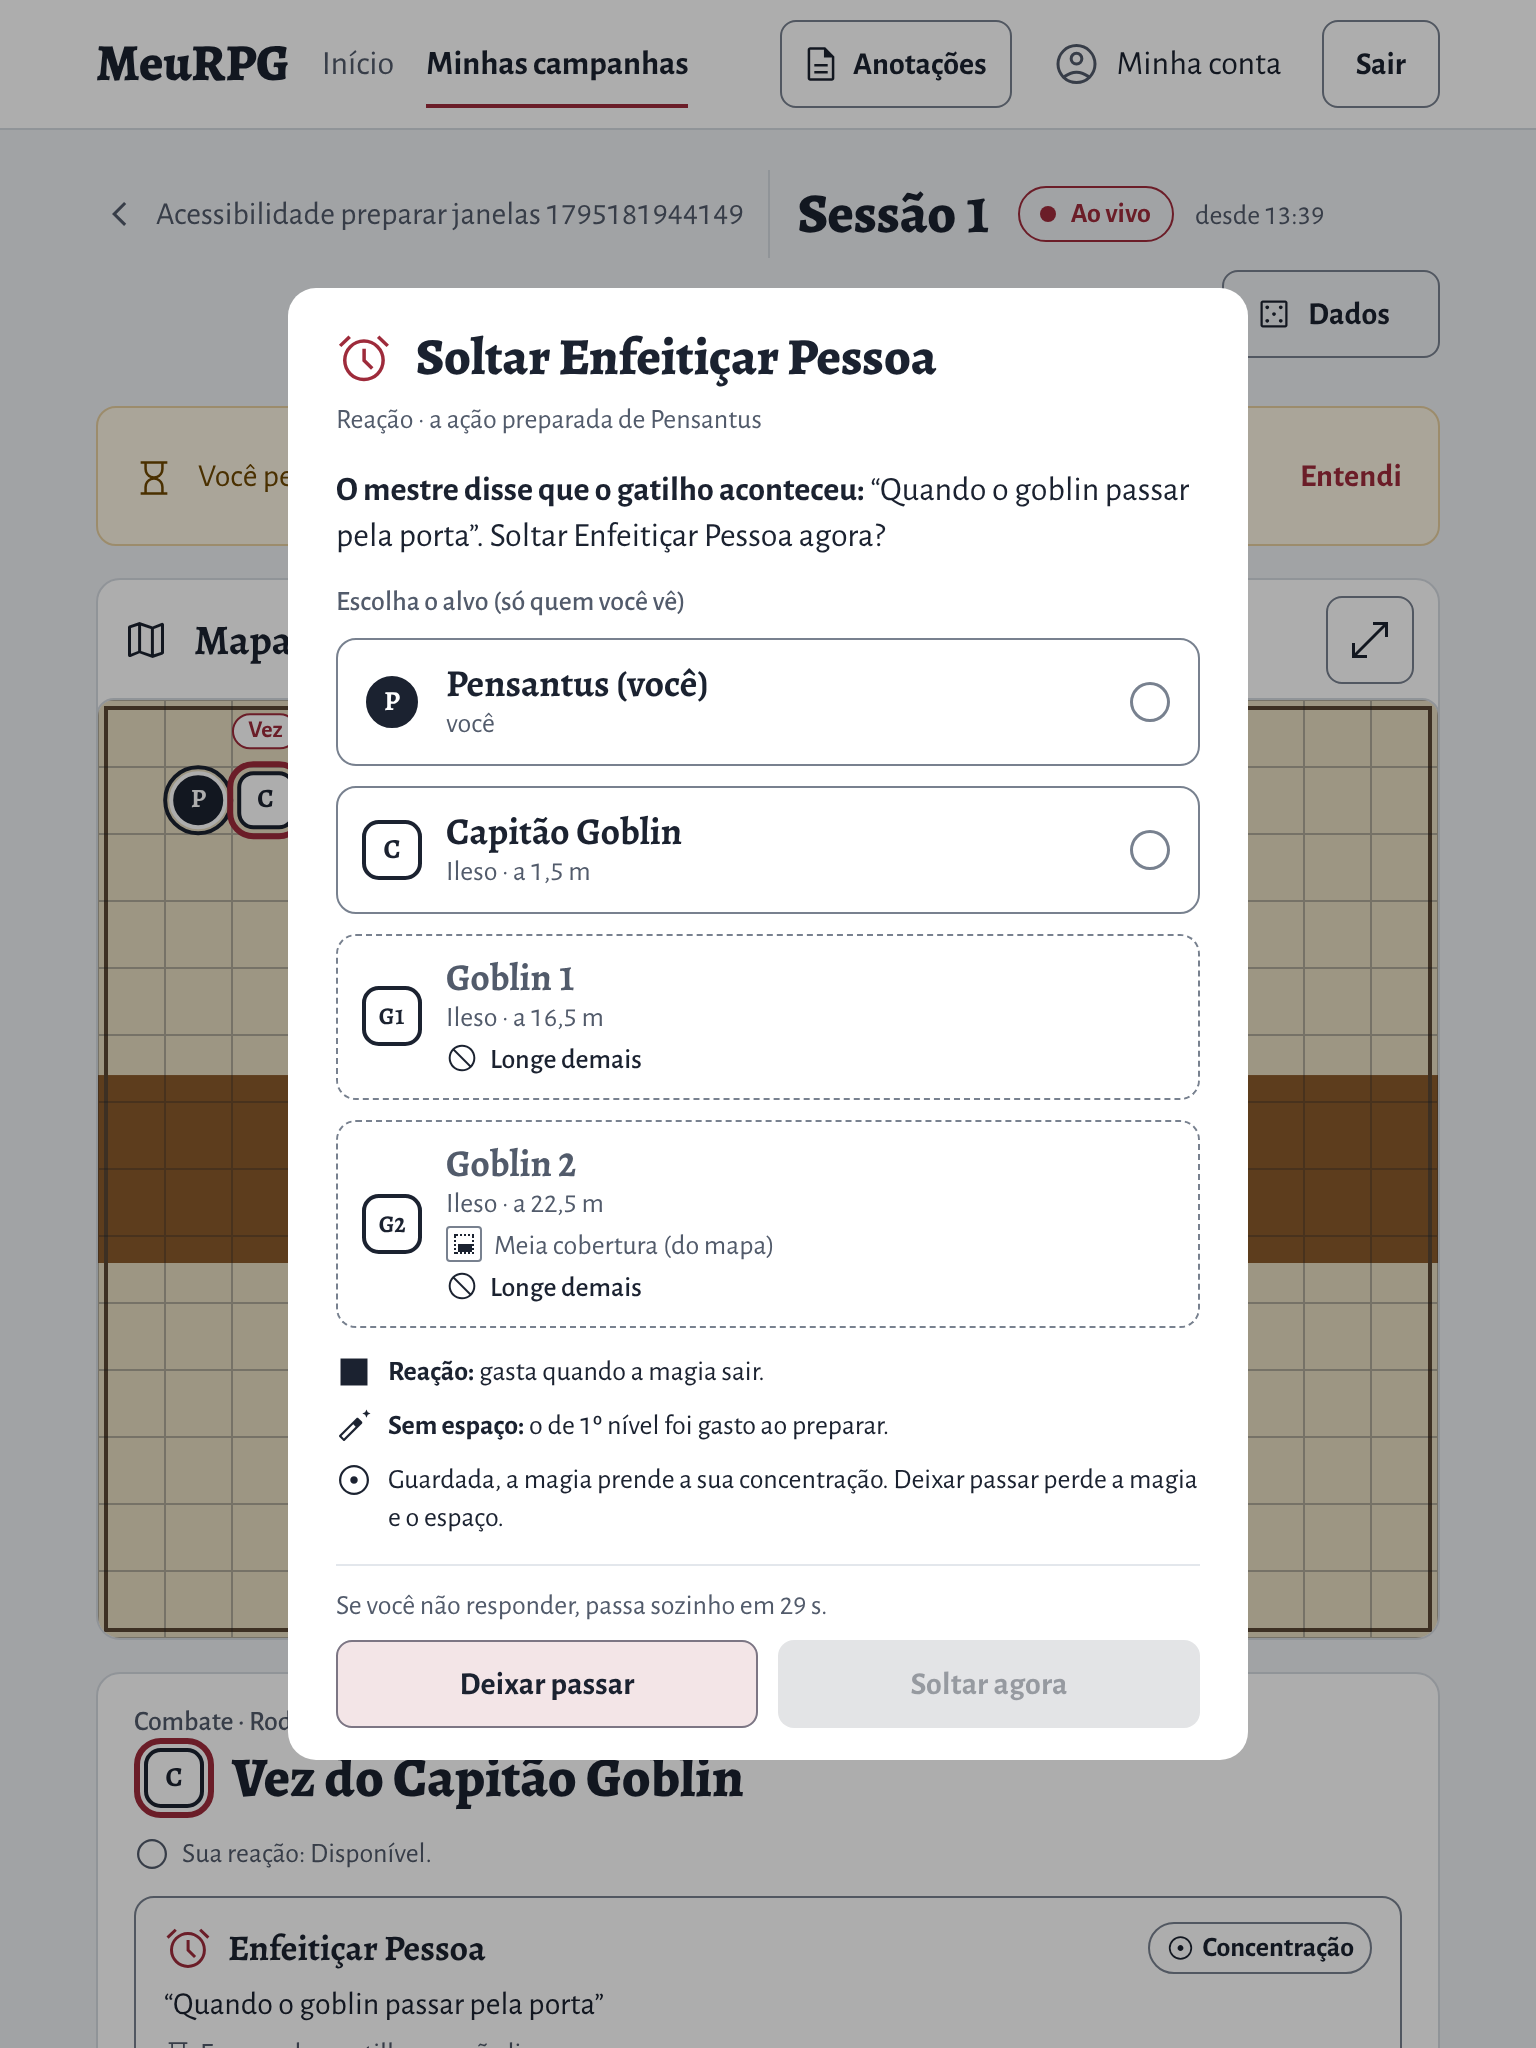 MeuRPG Início Minhas campanhas Anotações Minha conta Sair
Acessibilidade preparar janelas 1795181944149 Sessão 1 Ao vivo desde 13:39
Dados
Você
Entendi
Mapa
Vez
P C
Soltar Enfeitiçar Pessoa
Reação · a ação preparada de Pensantus
O mestre disse que o gatilho aconteceu: “Quando o goblin passar
pela porta”. Soltar Enfeitiçar Pessoa agora?
Escolha o alvo (só quem você vê)
P
Pensantus (você)
você
C
Capitão Goblin
Ileso · a 1,5 m
G1
Goblin 1
Ileso · a 16,5 m
Longe demais
G2
Goblin 2
Ileso · a 22,5 m
Meia cobertura (do mapa)
Longe demais
Reação: gasta quando a magia sair.
Sem espaço: o de 1º nível foi gasto ao preparar.
Guardada, a magia prende a sua concentração. Deixar passar perde a magia
e o espaço.
Se você não responder, passa sozinho em 29 s.
Deixar passar Soltar agora
Combate ·
C Vez do Capitão Goblin
Sua reação: Disponível.
Enfeitiçar Pessoa Concentração
“Quando o goblin passar pela porta”